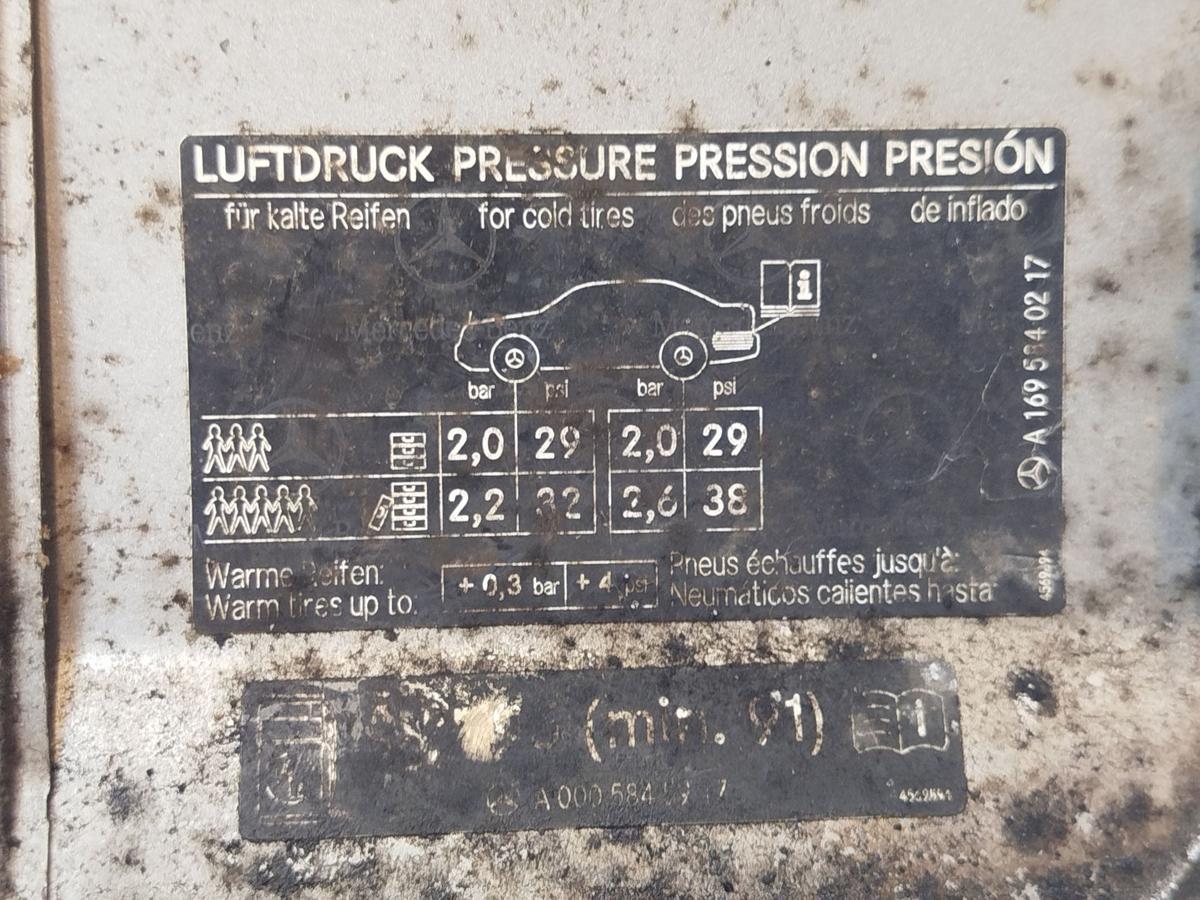 LUFTDRUCK PRESSURE PRESSION PRESIÓN
für kalte Reifen for cold tires des pneus froids de inflado
i
bar psi bar psi
2,0 29 2,0 29
2,2 32 2,6 38
Warme Reifen: + 0,3 bar + 4 psi Pneus échauffes jusqu'à:
Warm tires up to: Neumáticos calientes hasta:
A 169 584 02 17
(min. 91)
A 000 584